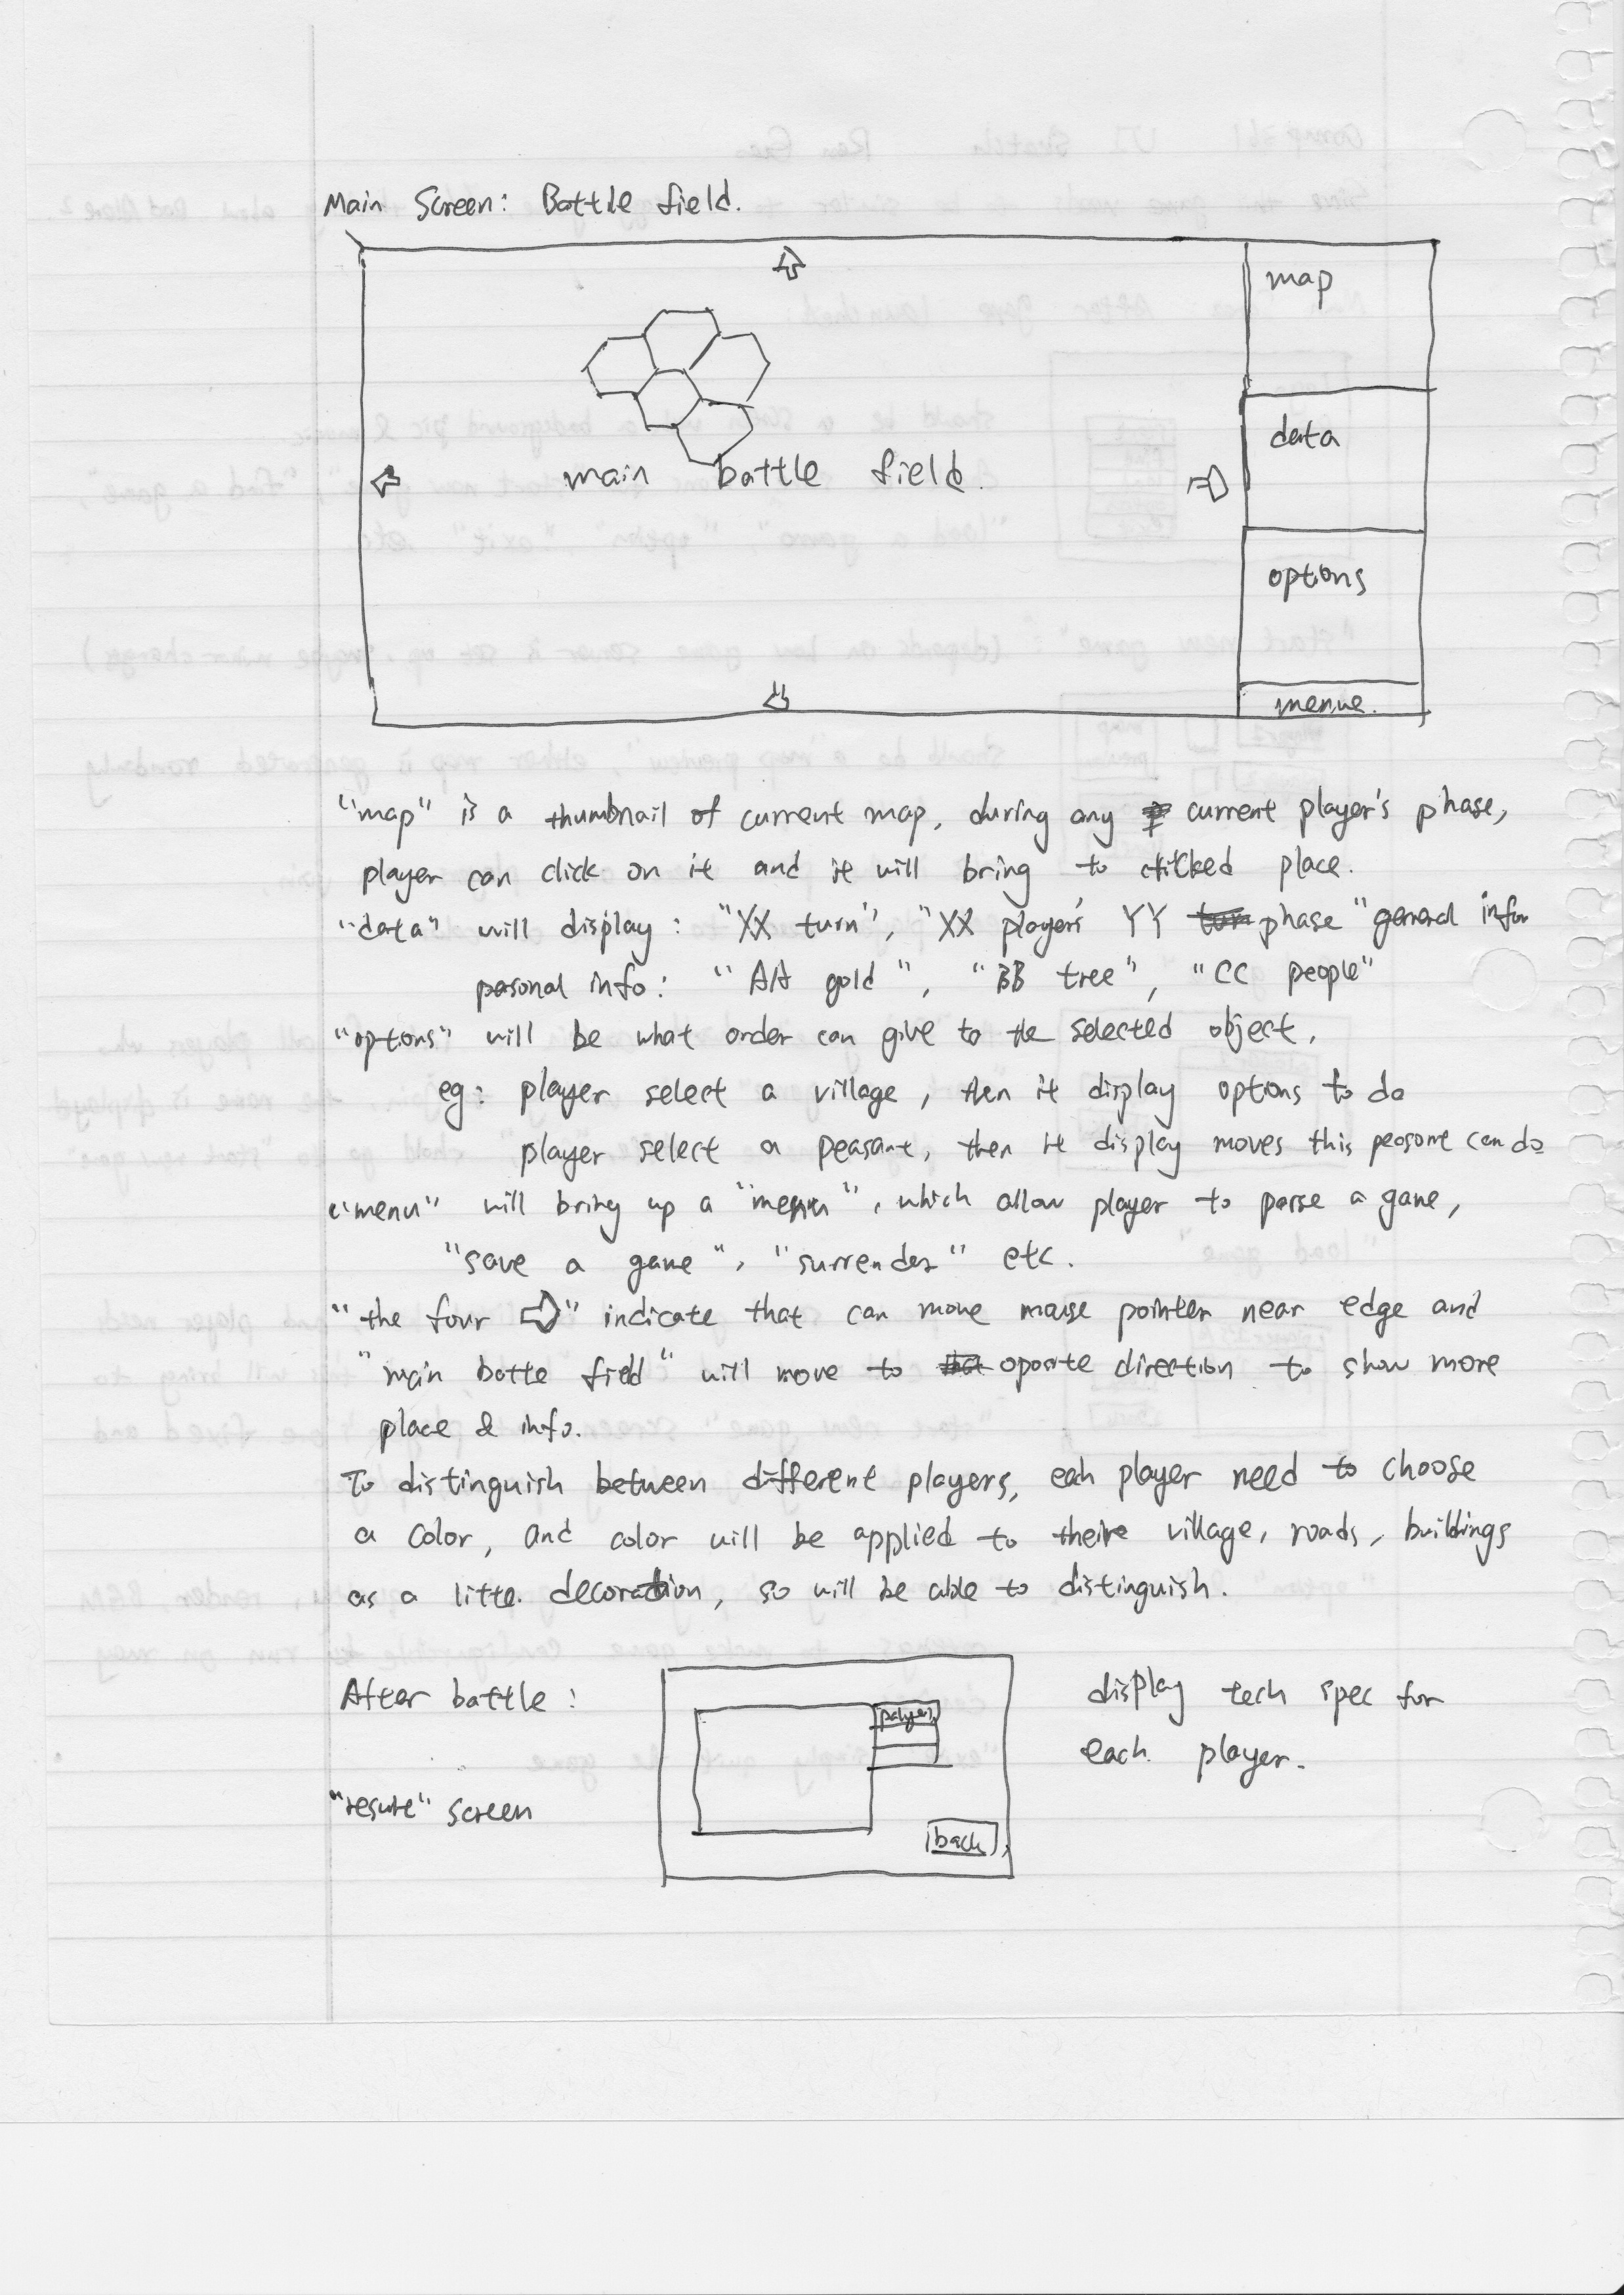 Main Screen: Battle field.
map
data
main battle field.
options
menue.
"map" is a thumbnail of current map, during any current player's phase,
player can click on it and it will bring to clicked place.
"data" will display: "XX turn", "XX player's YY tur phase" general infor
personal info: "AA gold", "BB tree", "CC people"
"options" will be what order can give to the selected object.
eg: player select a village, then it display options to do
player select a peasant, then it display moves this peasant can do
"menu" will bring up a "menu", which allow player to parse a game,
"save a game", "surrender" etc.
"the four ⇨" indicate that can move mouse pointer near edge and
"main botte field" will move to that oposite direction to show more
place & info.
To distinguish between different players, each player need to choose
a color, and color will be applied to their village, roads, buildings
as a litte decoration, so will be able to distinguish.
After battle:
display tech spec for
each player.
"result" screen
back